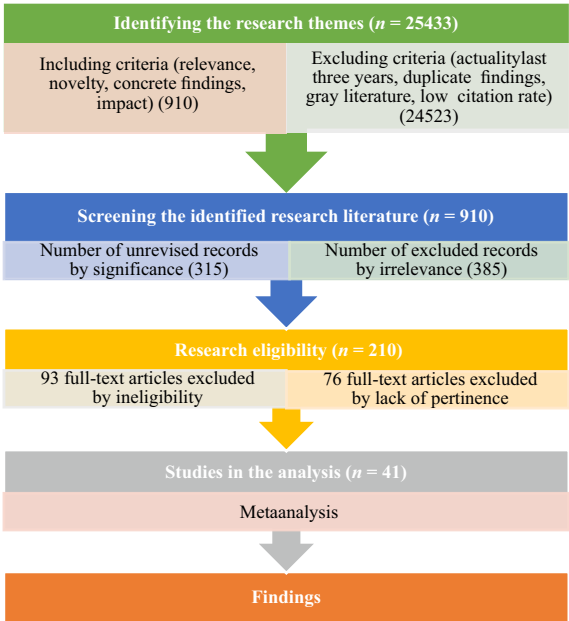 Identifying the research themes (n = 25433)
Including criteria (relevance,
novelty, concrete findings,
impact) (910)
Excluding criteria (actualitylast
three years, duplicate findings,
gray literature, low citation rate)
(24523)
Screening the identified research literature (n = 910)
Number of unrevised records
by significance (315)
Number of excluded records
by irrelevance (385)
Research eligibility (n = 210)
93 full-text articles excluded
by ineligibility
76 full-text articles excluded
by lack of pertinence
Studies in the analysis (n = 41)
Metaanalysis
Findings